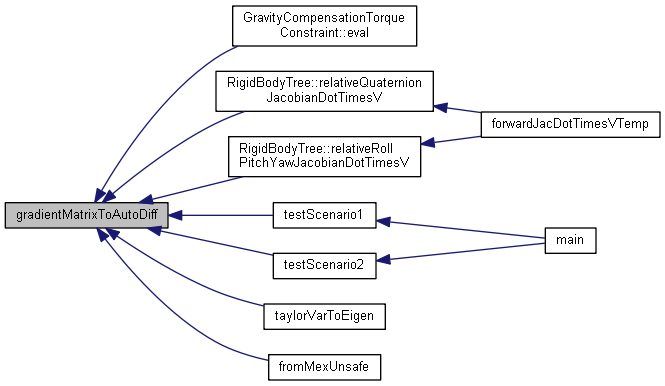 GravityCompensationTorque
Constraint::eval
RigidBodyTree::relativeQuaternion
JacobianDotTimesV
forwardJacDotTimesVTemp
RigidBodyTree::relativeRoll
PitchYawJacobianDotTimesV
gradientMatrixToAutoDiff
testScenario1
main
testScenario2
taylorVarToEigen
fromMexUnsafe